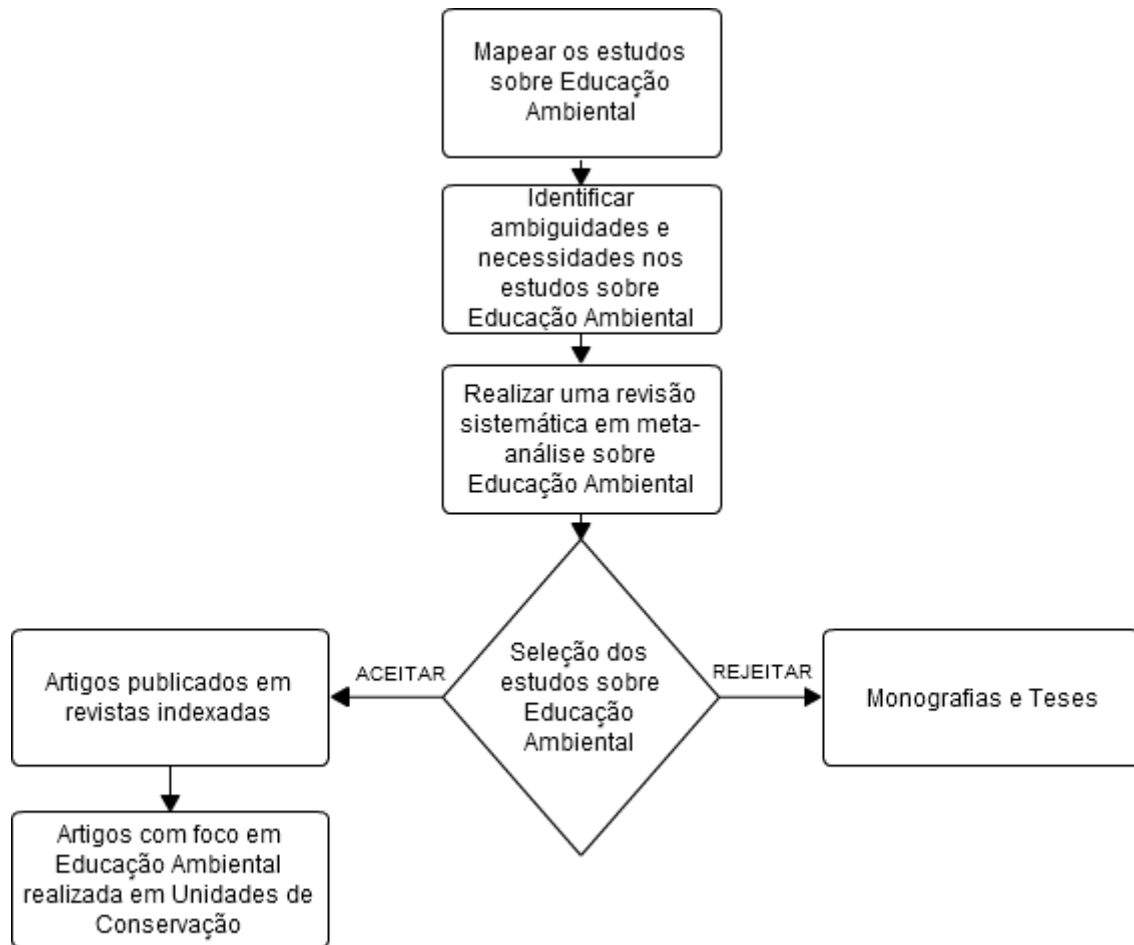 Mapear os estudos
sobre Educação
Ambiental
Identificar
ambiguidades e
necessidades nos
estudos sobre
Educação Ambiental
Realizar uma revisão
sistemática em meta-
análise sobre
Educação Ambiental
Seleção dos
estudos sobre
Educação
Ambiental
ACEITAR
REJEITAR
Artigos publicados em
revistas indexadas
Monografias e Teses
Artigos com foco em
Educação Ambiental
realizada em Unidades de
Conservação